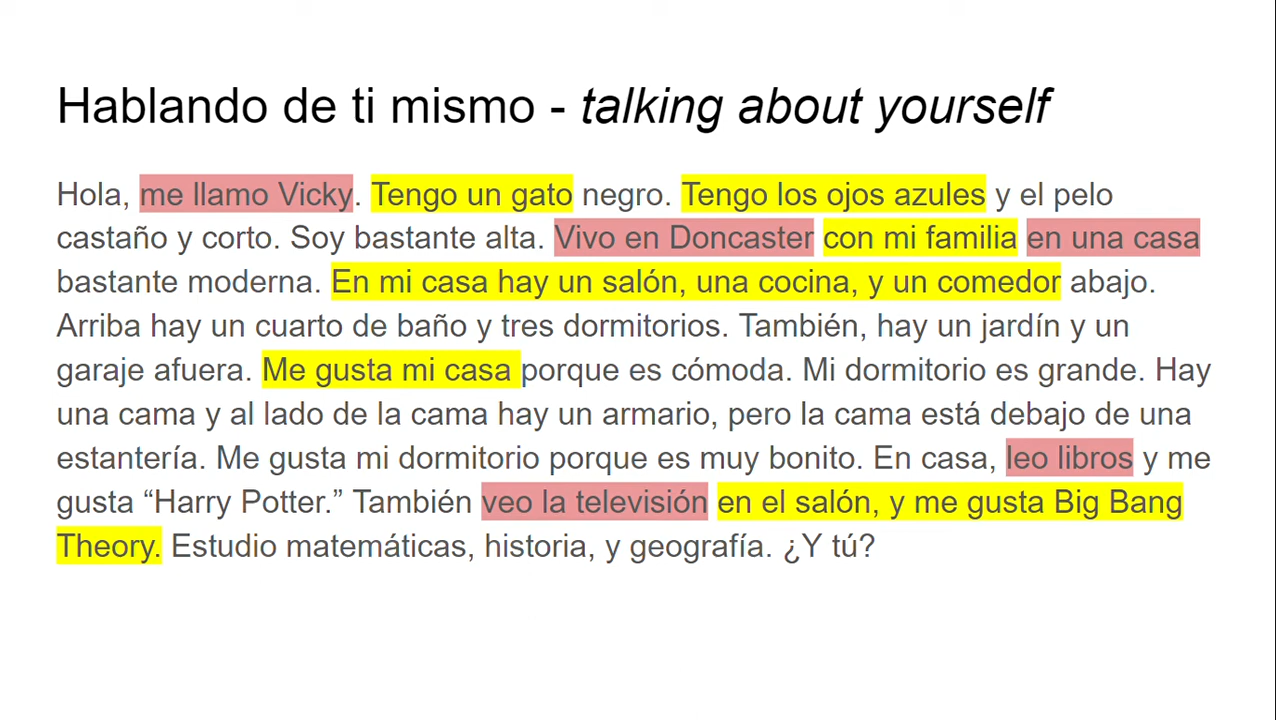 Hablando de ti mismo - talking about yourself
Hola, me llamo Vicky. Tengo un gato negro. Tengo los ojos azules y el pelo
castaño y corto. Soy bastante alta. Vivo en Doncaster con mi familia en una casa
bastante moderna. En mi casa hay un salón, una cocina, y un comedor abajo.
Arriba hay un cuarto de baño y tres dormitorios. También, hay un jardín y un
garaje afuera. Me gusta mi casa porque es cómoda. Mi dormitorio es grande. Hay
una cama y al lado de la cama hay un armario, pero la cama está debajo de una
estantería. Me gusta mi dormitorio porque es muy bonito. En casa, leo libros y me
gusta “Harry Potter.” También veo la televisión en el salón, y me gusta Big Bang
Theory. Estudio matemáticas, historia, y geografía. ¿Y tú?